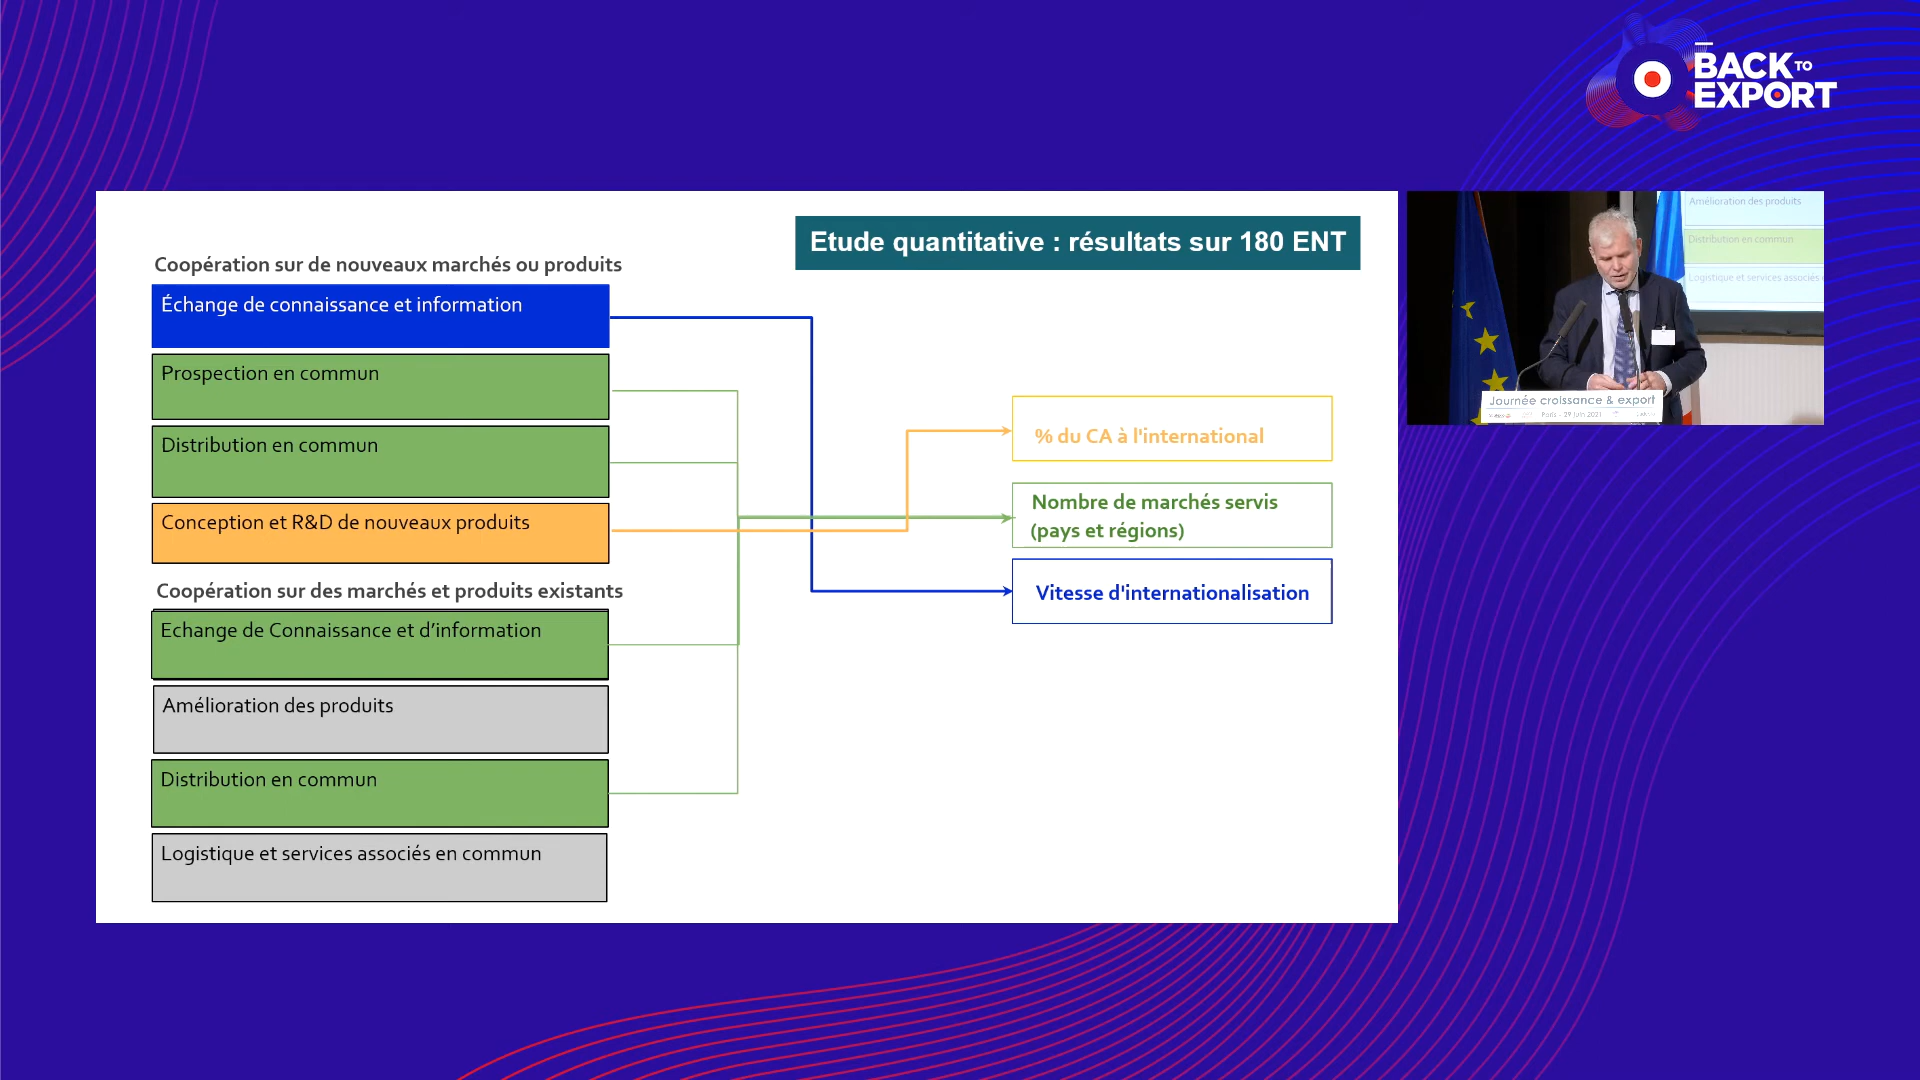 BACK TO
EXPORT
Etude quantitative : résultats sur 180 ENT
Coopération sur de nouveaux marchés ou produits
Échange de connaissance et information
Prospection en commun
Distribution en commun
Conception et R&D de nouveaux produits
Coopération sur des marchés et produits existants
Echange de Connaissance et d’information
Amélioration des produits
Distribution en commun
Logistique et services associés en commun
% du CA à l'international
Nombre de marchés servis
(pays et régions)
Vitesse d'internationalisation
Amélioration des produits
Distribution en commun
Logistique et services associés
Journée croissance & export
Paris - 29 juin 2021